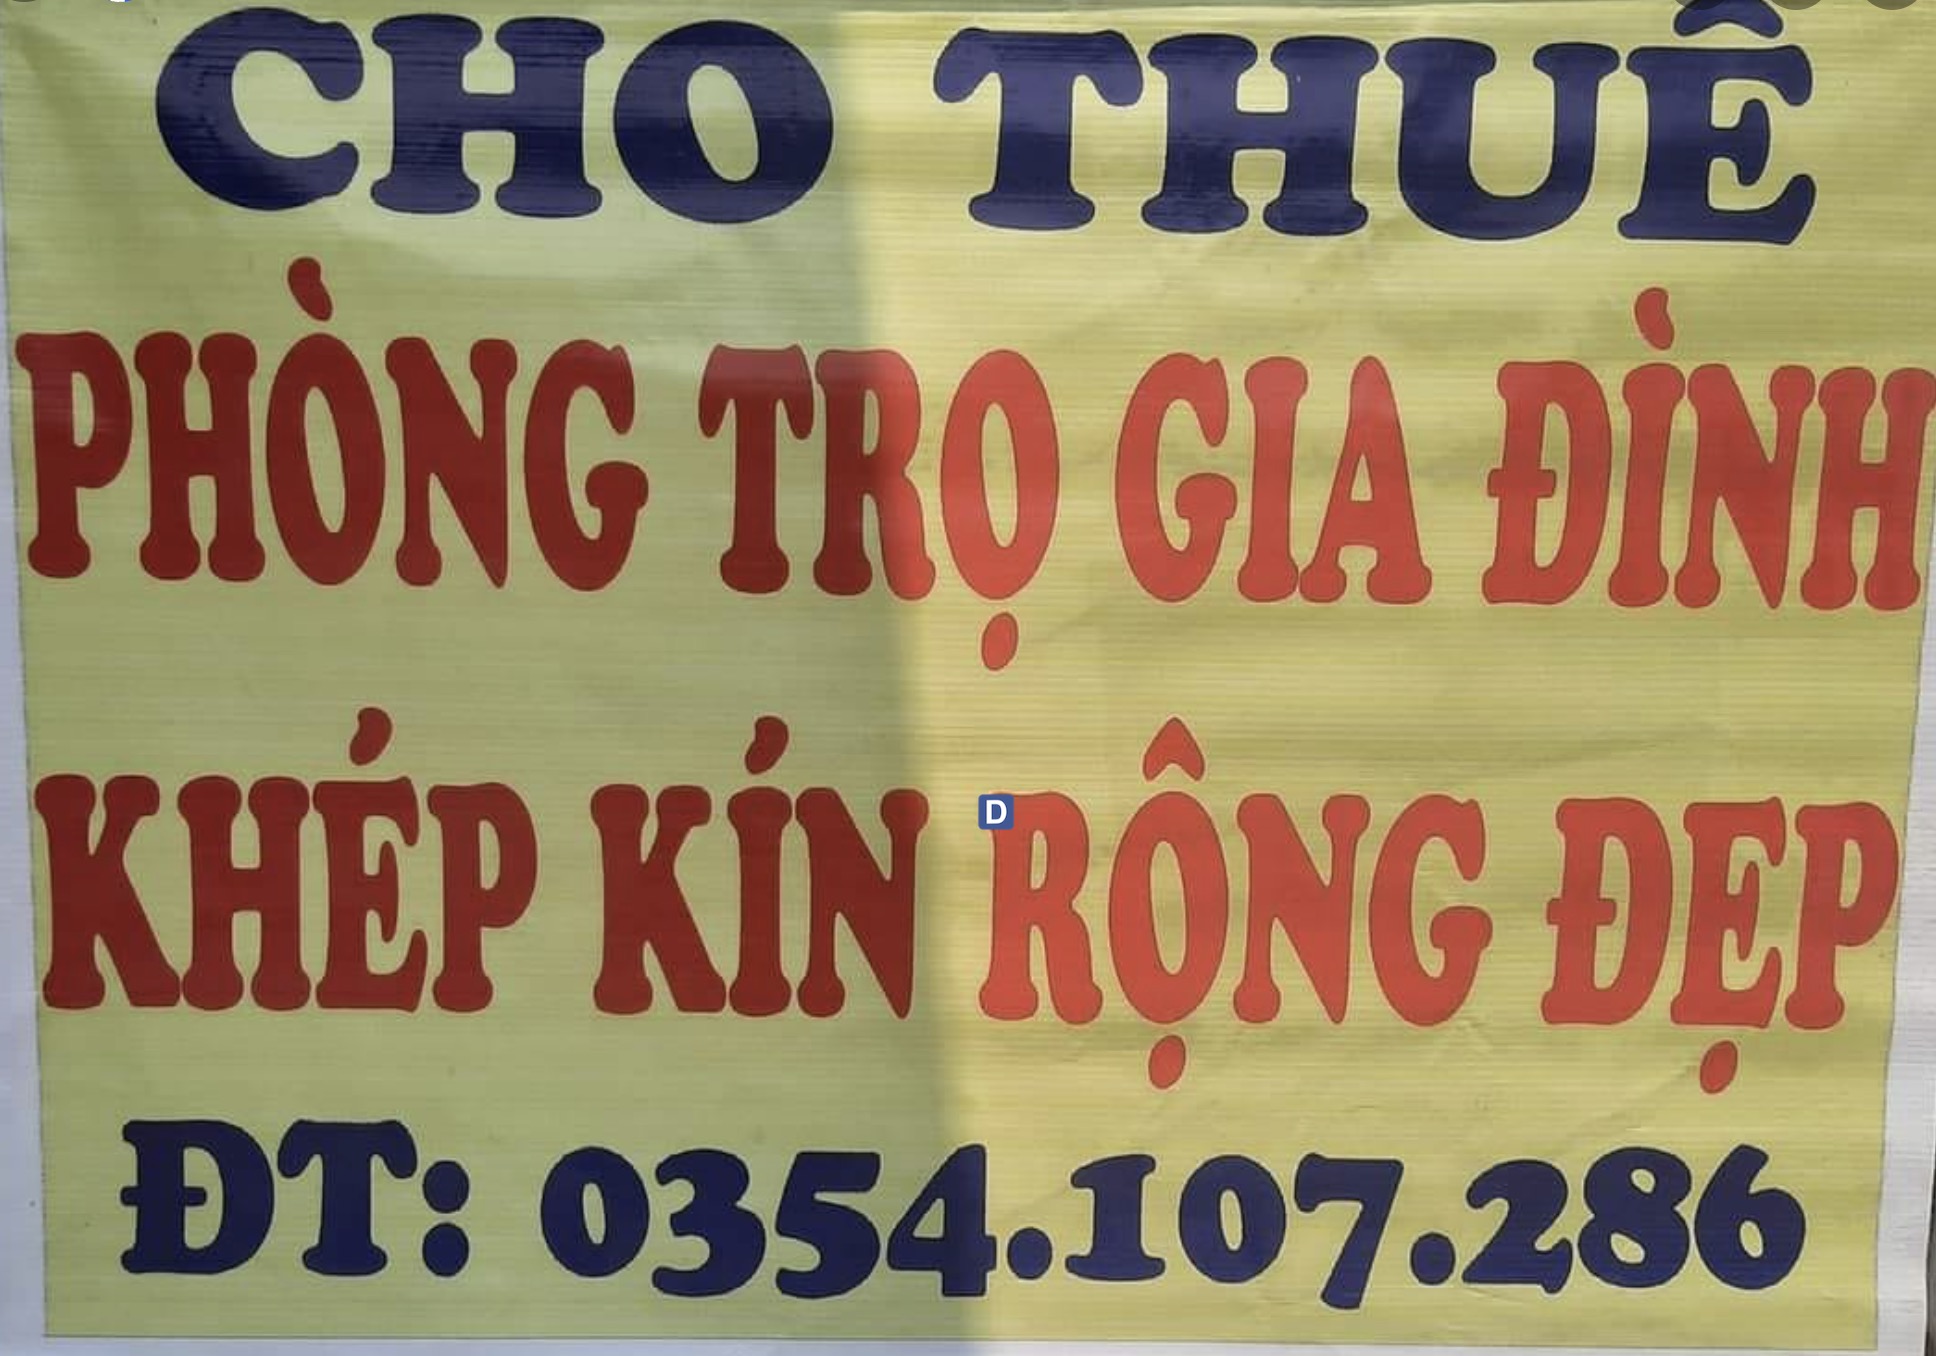 CHO THUÊ
PHÒNG TRỌ GIA ĐÌNH
KHÉP KÍN RỘNG ĐẸP
D
ĐT: 0354.107.286